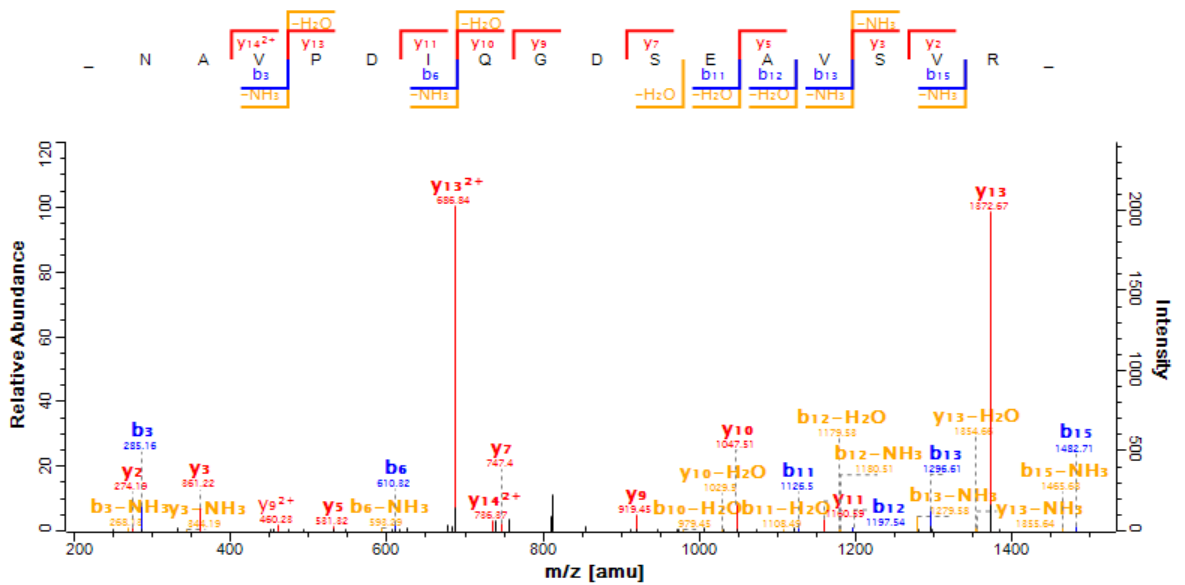 −H₂O −H₂O −NH₃
y₁₄²⁺ y₁₃ y₁₁ y₁₀ y₉ y₇ y₅ y₃ y₂
_ N A V P D I Q G D S E A V S V R _
b₃ b₆ b₁₁ b₁₂ b₁₃ b₁₅
−NH₃ −NH₃ −H₂O −H₂O −H₂O −NH₃ −NH₃
Relative Abundance
120
100
80
60
40
20
0
y₁₃²⁺
686.84
y₁₃
1372.67
b₃
285.16
y₂
274.19
y₃
361.22
b₃−NH₃
268.13
y₃−NH₃
344.19
y₉²⁺
460.23
y₅
531.32
b₆
610.32
b₆−NH₃
593.29
y₇
747.4
y₁₄²⁺
736.37
y₉
919.45
y₁₀
1047.51
y₁₀−H₂O
1029.5
b₁₀−H₂O
979.45
b₁₁
1126.5
b₁₁−H₂O
1108.49
b₁₂−H₂O
1179.53
b₁₂−NH₃
1180.51
y₁₁
1160.59
b₁₂
1197.54
b₁₃
1296.61
b₁₃−NH₃
1279.58
y₁₃−H₂O
1354.66
y₁₃−NH₃
1355.64
b₁₅
1482.71
b₁₅−NH₃
1465.68
2000
1500
1000
500
0
Intensity
200 400 600 800 1000 1200 1400
m/z [amu]